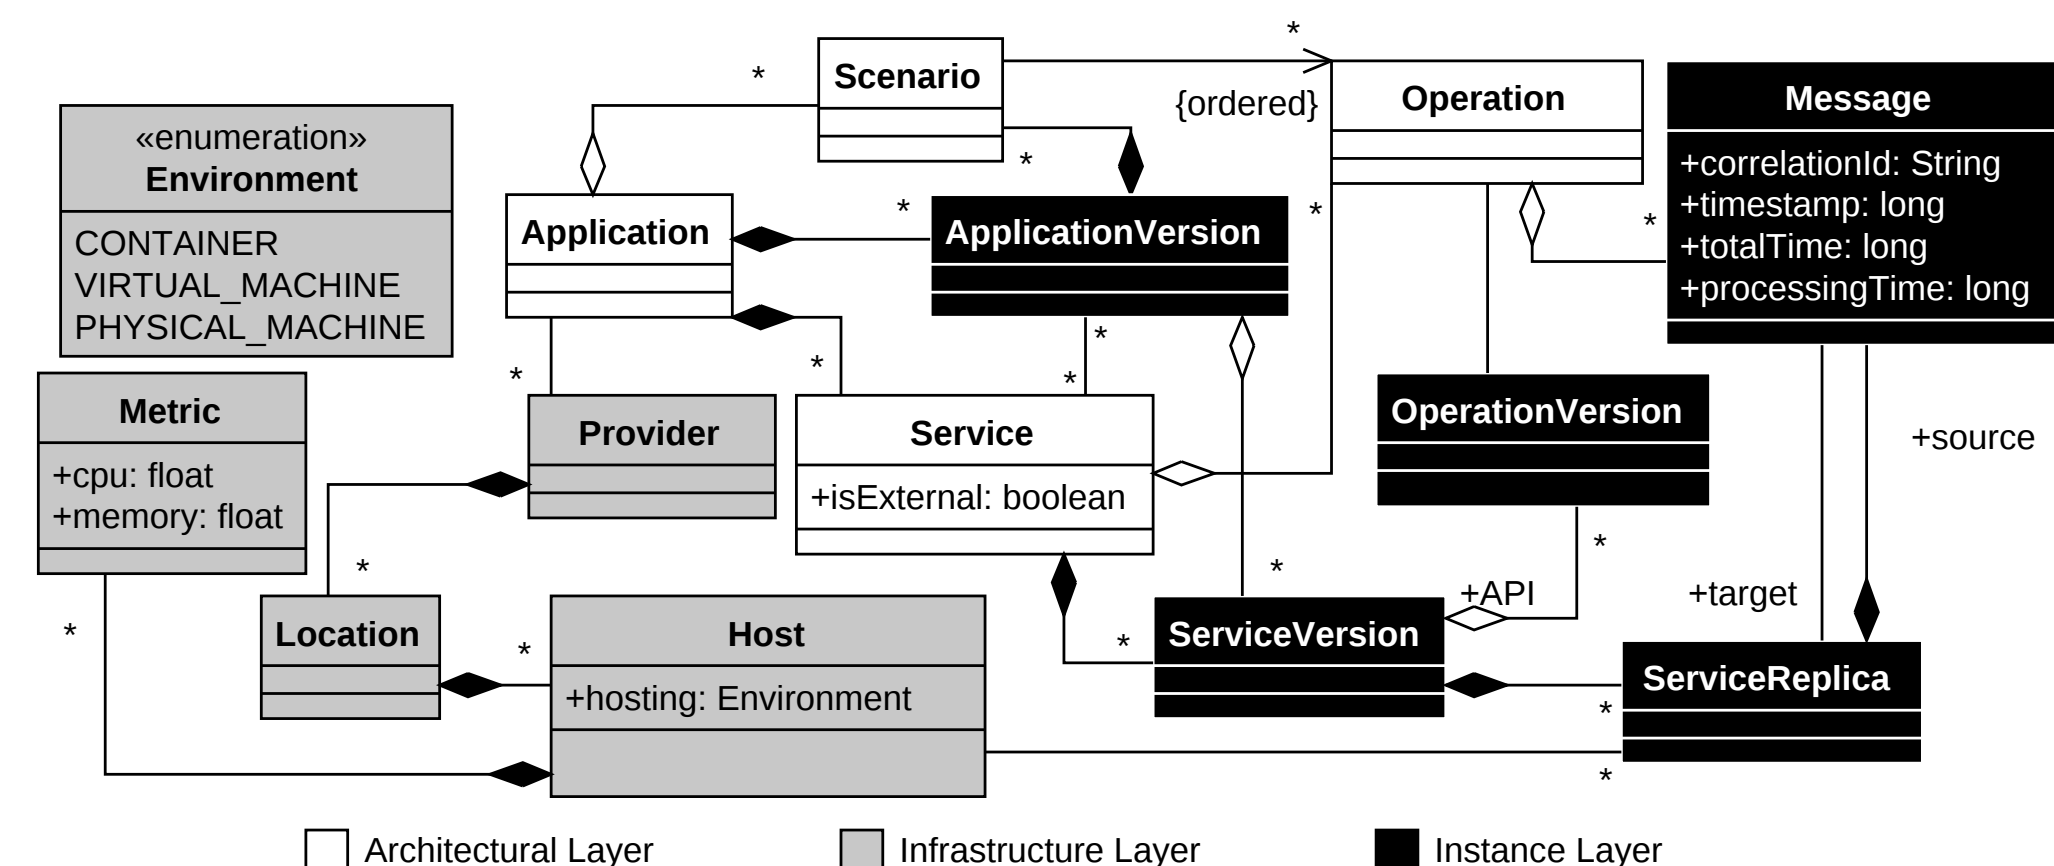 *
Scenario
*
{ordered}
Operation
Message
+correlationId: String
+timestamp: long
+totalTime: long
+processingTime: long
«enumeration»
Environment
CONTAINER
VIRTUAL_MACHINE
PHYSICAL_MACHINE
*
Application
*
ApplicationVersion
*
*
*
*
*
*
Metric
+cpu: float
+memory: float
Provider
Service
+isExternal: boolean
OperationVersion
+source
*
*
*
+API
+target
*
Location
*
Host
+hosting: Environment
*
ServiceVersion
ServiceReplica
*
*
Architectural Layer
Infrastructure Layer
Instance Layer